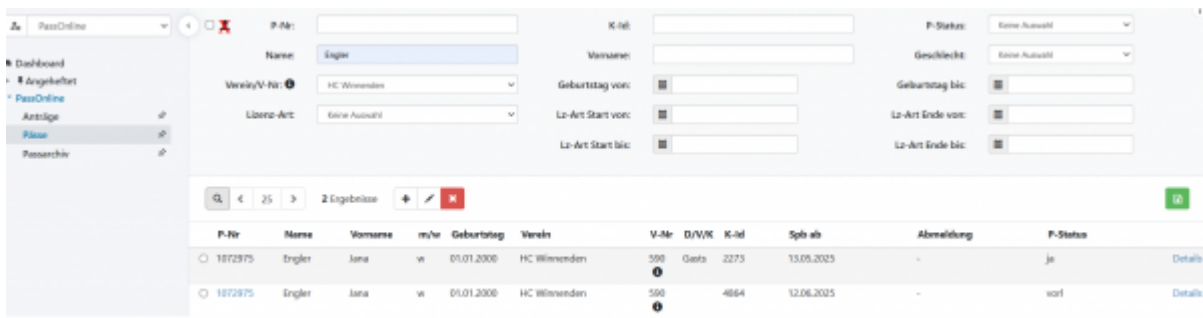 PassOnline
P-Nr:
K-Id:
P-Status: Keine Auswahl
Name: Engler
Vorname:
Geschlecht: Keine Auswahl
Dashboard
Angeheftet
PassOnline
Anträge
Pässe
Passarchiv
Verein/V-Nr: HC Winnenden
Geburtstag von:
Geburtstag bis:
Lizenz-Art: Keine Auswahl
Lz-Art Start von:
Lz-Art Ende von:
Lz-Art Start bis:
Lz-Art Ende bis:
25 2 Ergebnisse
P-Nr Name Vorname m/w Geburtstag Verein V-Nr D/V/K K-Id Spb ab Abmeldung P-Status
1072975 Engler Jana w 01.01.2000 HC Winnenden 590 Gasts 2273 13.05.2025 - ja Details
1072975 Engler Jana w 01.01.2000 HC Winnenden 590 4864 12.06.2025 - vorl Details